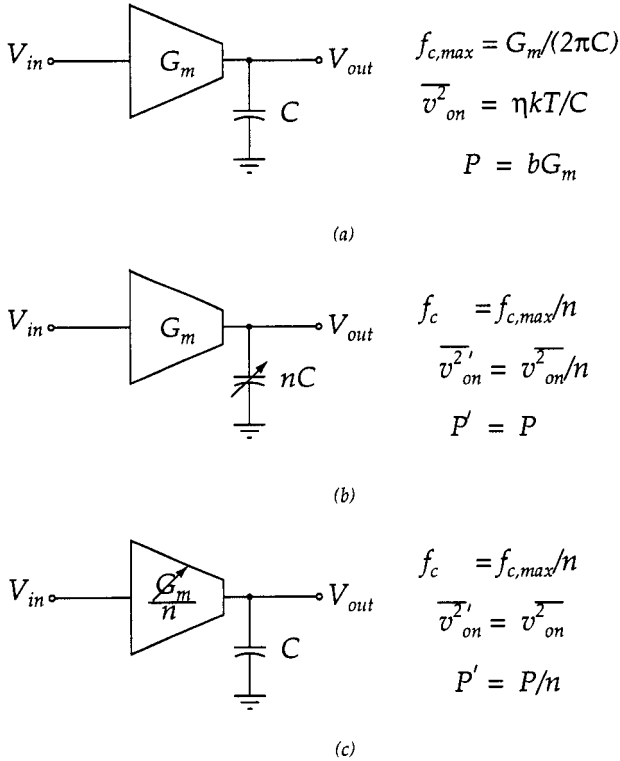 V_in G_m V_out C
f_c,max = G_m/(2πC)
v²_on = ηkT/C
P = bG_m
(a)
V_in G_m V_out nC
f_c = f_c,max/n
v²'_on = v²_on/n
P' = P
(b)
V_in G_m/n V_out C
f_c = f_c,max/n
v²'_on = v²_on
P' = P/n
(c)